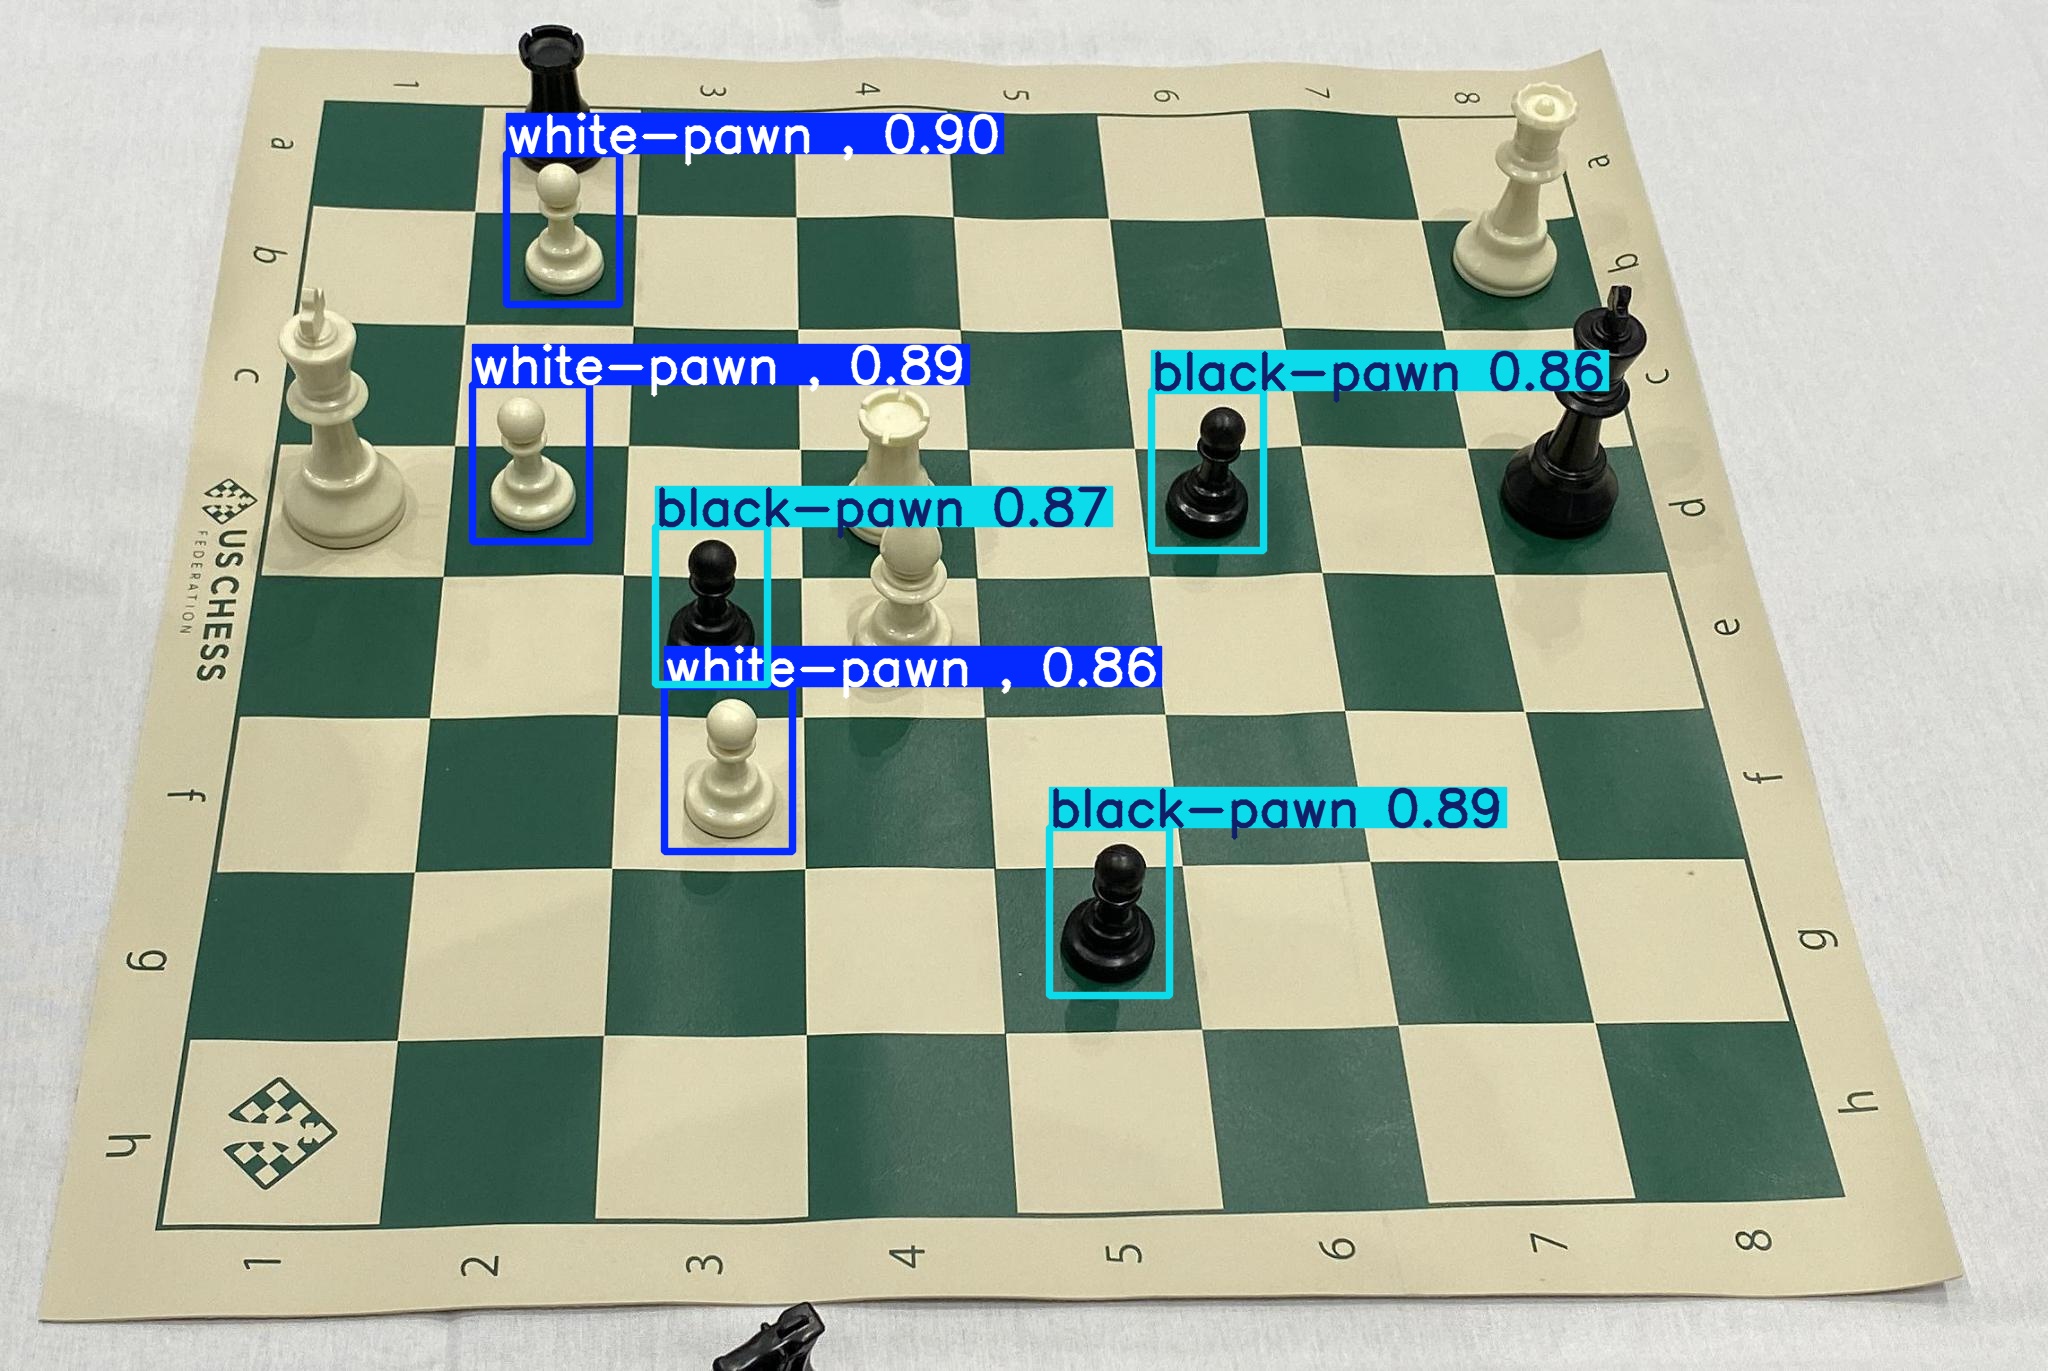 1 3 4 5 6 7 8
white-pawn , 0.90
a a
b b
white-pawn , 0.89
black-pawn 0.86
c c
US CHESS
FEDERATION
black-pawn 0.87
d
e
white-pawn , 0.86
f f
black-pawn 0.89
g g
h h
1 2 3 4 5 6 7 8